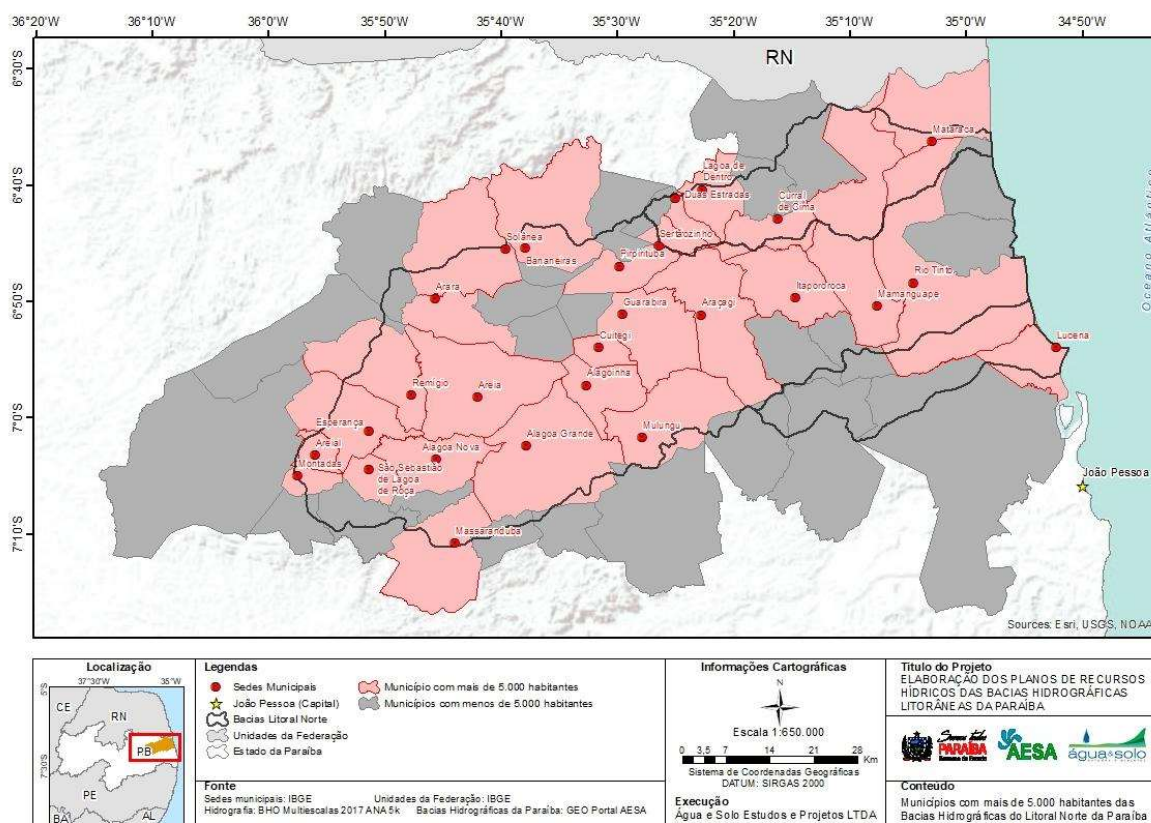 36°20'W 36°10'W 36°0'W 35°50'W 35°40'W 35°30'W 35°20'W 35°10'W 35°0'W 34°50'W
6°30'S
6°40'S
6°50'S
7°0'S
7°10'S
RN
Mataraca
Lagoa de
Dentro
Duas Estradas
Curral
de Cima
Solânea
Bananeiras
Sertãozinho
Pirpirituba
Arara
Rio Tinto
Itapororoca
Mamanguape
Guarabira
Araçagi
Oceano Atlântico
Cuitegi
Lucena
Alagoinha
Remígio
Areia
Esperança
Mulungu
Alagoa Grande
Areial
Alagoa Nova
Montadas
São Sebastião
de Lagoa
de Roça
João Pessoa
Massaranduba
Sources: Esri, USGS, NOAA
Localização
37°30'W 35°W
5°S
7°30'S
CE
RN
PB
PE
BA
AL
Legendas
Sedes Municipais
João Pessoa (Capital)
Bacias Litoral Norte
Unidades da Federação
Estado da Paraíba
Município com mais de 5.000 habitantes
Municípios com menos de 5.000 habitantes
Fonte
Sedes municipais: IBGE Unidades da Federação: IBGE
Hidrografia: BHO Multiescalas 2017 ANA 5k Bacias Hidrográficas da Paraíba: GEO Portal AESA
Informações Cartográficas
N
Escala 1:650.000
0 3,5 7 14 21 28
Km
Sistema de Coordenadas Geográficas
DATUM: SIRGAS 2000
Execução
Água e Solo Estudos e Projetos LTDA
Titulo do Projeto
ELABORAÇÃO DOS PLANOS DE RECURSOS
HÍDRICOS DAS BACIAS HIDROGRÁFICAS
LITORÂNEAS DA PARAÍBA
PARAÍBA
AESA
água&solo
Conteúdo
Municípios com mais de 5.000 habitantes das
Bacias Hidrográficas do Litoral Norte da Paraíba